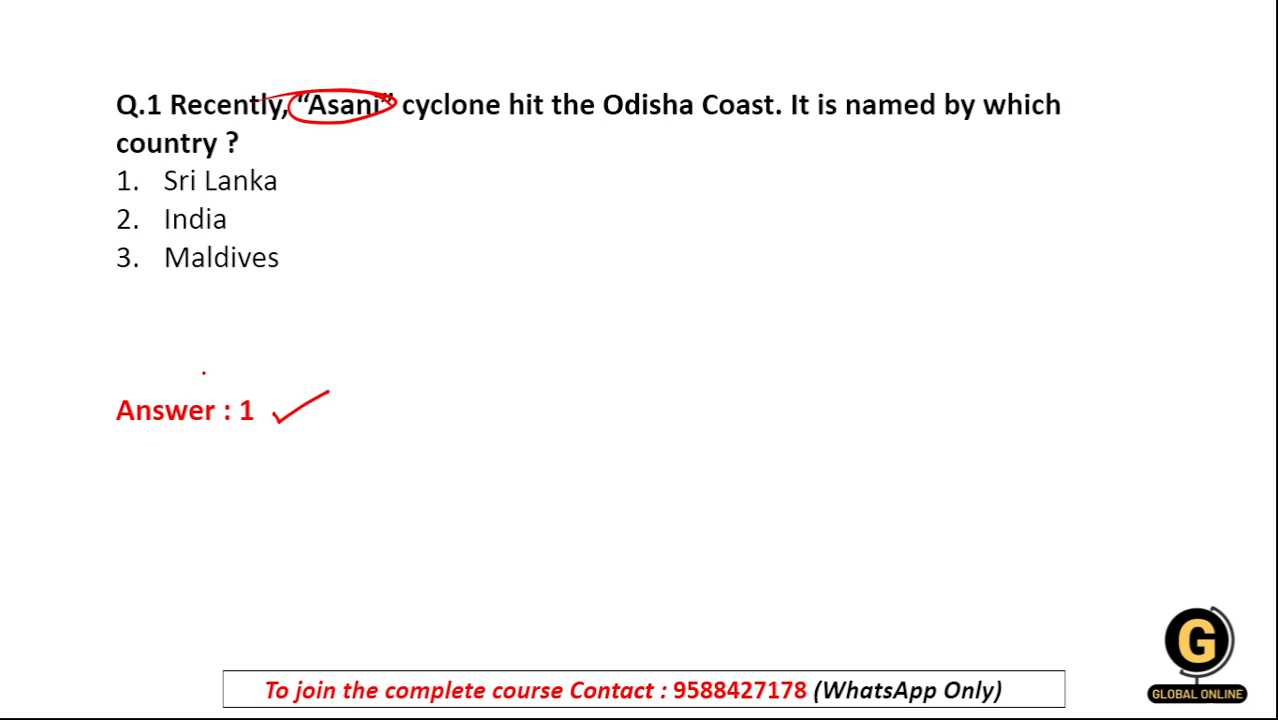 Q.1 Recently, “Asani” cyclone hit the Odisha Coast. It is named by which
country ?
1. Sri Lanka
2. India
3. Maldives
Answer : 1
To join the complete course Contact : 9588427178 (WhatsApp Only)
G
GLOBAL ONLINE